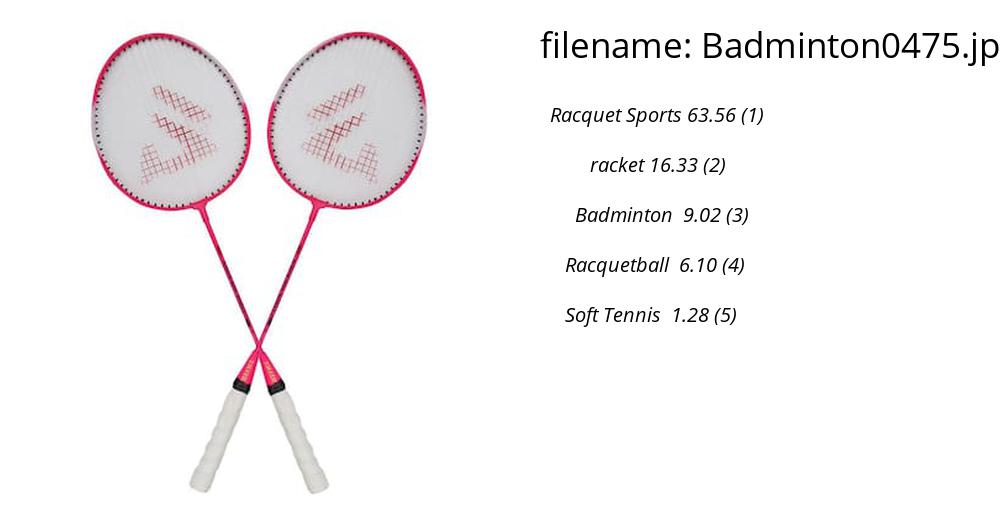 filename: Badminton0475.jp
Racquet Sports 63.56 (1)
racket 16.33 (2)
Badminton 9.02 (3)
Racquetball 6.10 (4)
Soft Tennis 1.28 (5)